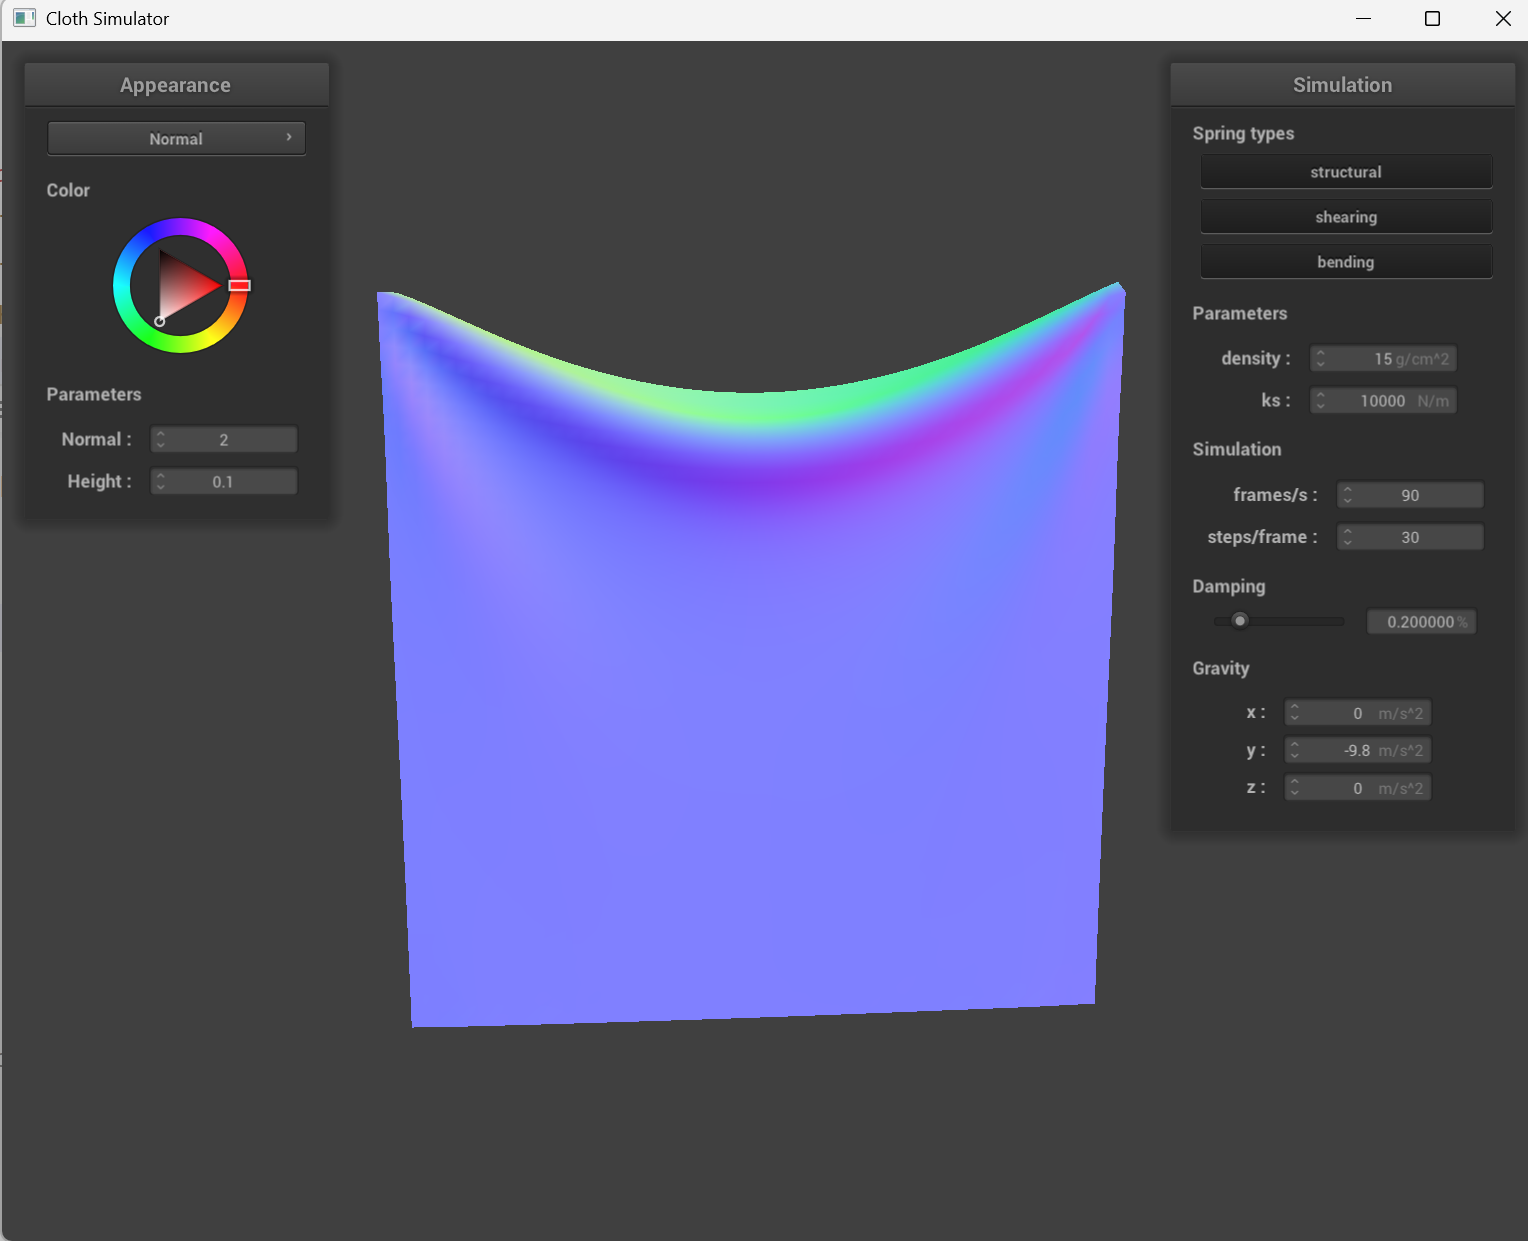 Cloth Simulator
Appearance
Normal
Color
Parameters
Normal : 2
Height : 0.1
Simulation
Spring types
structural
shearing
bending
Parameters
density : 15 g/cm^2
ks : 10000 N/m
Simulation
frames/s : 90
steps/frame : 30
Damping
0.200000 %
Gravity
x : 0 m/s^2
y : -9.8 m/s^2
z : 0 m/s^2